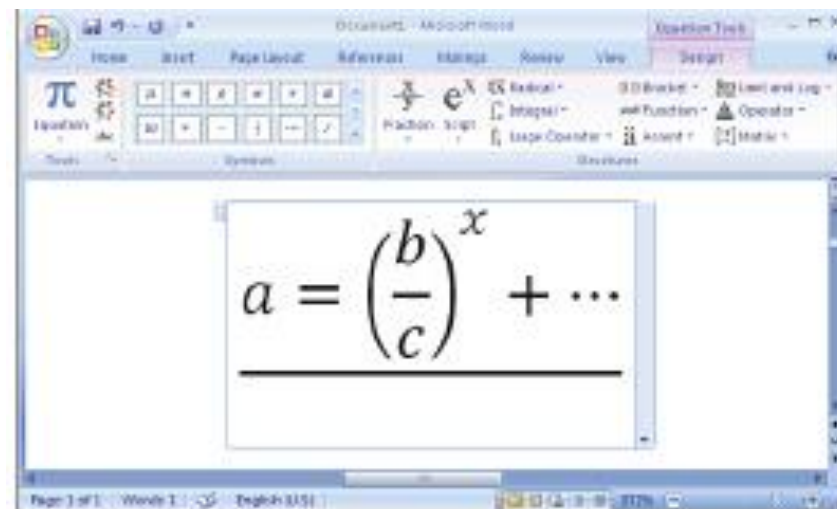 Document1 - Microsoft Word Equation Tools
Home Insert Page Layout References Mailings Review View Design
π Equation
Fraction
eˣ Script
Radical
Integral
Large Operator
Bracket
Function
Accent
Limit and Log
Operator
Matrix
Tools Symbols Structures
a = (b/c)ˣ + ⋯
Page: 1 of 1 Words: 1 English (U.S.)